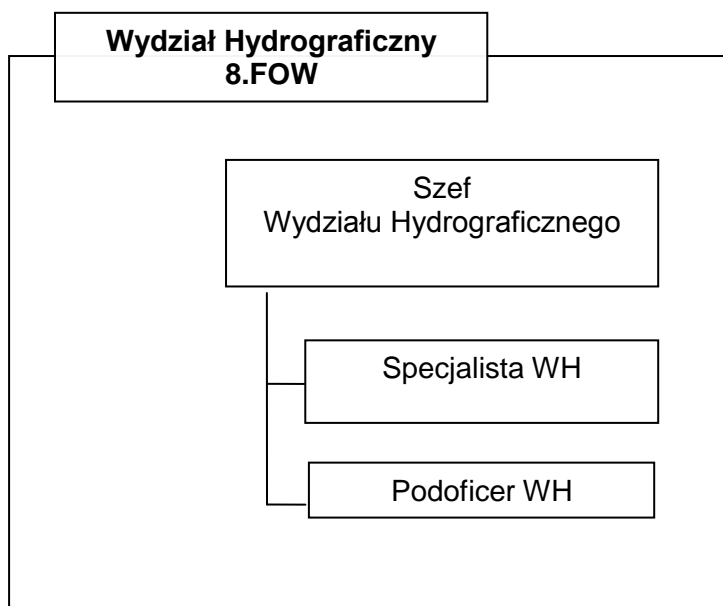 Wydział Hydrograficzny
8.FOW
Szef
Wydziału Hydrograficznego
Specjalista WH
Podoficer WH